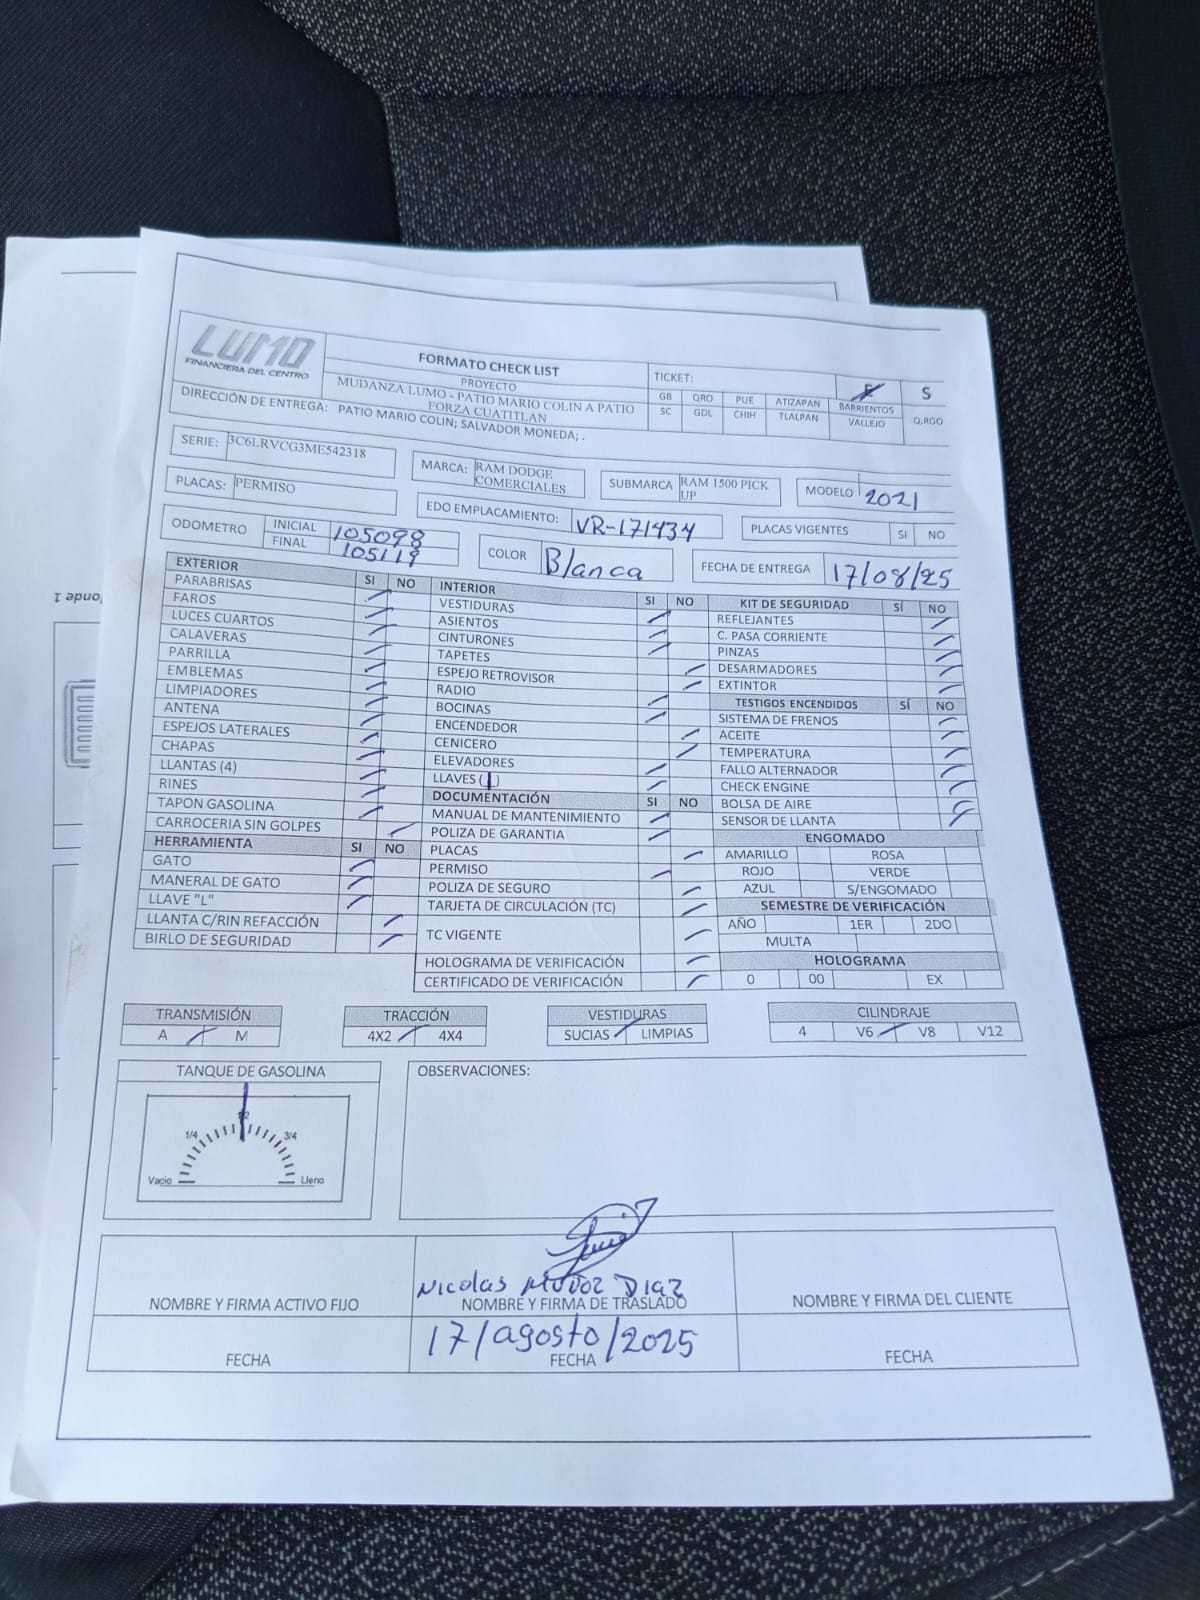 LUMO
FINANCIERA DEL CENTRO
FORMATO CHECK LIST
PROYECTO
MUDANZA LUMO - PATIO MARIO COLIN A PATIO FORZA CUATITLAN
TICKET:
E S
GB QRO PUE ATIZAPAN BARRIENTOS
SC GDL CHIH TLALPAN VALLEJO Q.ROO
DIRECCIÓN DE ENTREGA: PATIO MARIO COLIN; SALVADOR MONEDA; .
SERIE: 3C6LRVCG3ME542318
MARCA: RAM DODGE COMERCIALES
SUBMARCA RAM 1500 PICK UP
MODELO 2021
PLACAS: PERMISO
EDO EMPLACAMIENTO: VR-171434
PLACAS VIGENTES SI NO
ODOMETRO
INICIAL 105098
FINAL 105119
COLOR Blanca
FECHA DE ENTREGA 17/08/25
EXTERIOR SI NO
PARABRISAS
FAROS
LUCES CUARTOS
CALAVERAS
PARRILLA
EMBLEMAS
LIMPIADORES
ANTENA
ESPEJOS LATERALES
CHAPAS
LLANTAS (4)
RINES
TAPON GASOLINA
CARROCERIA SIN GOLPES
HERRAMIENTA SI NO
GATO
MANERAL DE GATO
LLAVE "L"
LLANTA C/RIN REFACCIÓN
BIRLO DE SEGURIDAD
INTERIOR SI NO
VESTIDURAS
ASIENTOS
CINTURONES
TAPETES
ESPEJO RETROVISOR
RADIO
BOCINAS
ENCENDEDOR
CENICERO
ELEVADORES
LLAVES (1)
DOCUMENTACIÓN SI NO
MANUAL DE MANTENIMIENTO
POLIZA DE GARANTIA
PLACAS
PERMISO
POLIZA DE SEGURO
TARJETA DE CIRCULACIÓN (TC)
TC VIGENTE
HOLOGRAMA DE VERIFICACIÓN
CERTIFICADO DE VERIFICACIÓN
KIT DE SEGURIDAD SÍ NO
REFLEJANTES
C. PASA CORRIENTE
PINZAS
DESARMADORES
EXTINTOR
TESTIGOS ENCENDIDOS SÍ NO
SISTEMA DE FRENOS
ACEITE
TEMPERATURA
FALLO ALTERNADOR
CHECK ENGINE
BOLSA DE AIRE
SENSOR DE LLANTA
ENGOMADO
AMARILLO ROSA
ROJO VERDE
AZUL S/ENGOMADO
SEMESTRE DE VERIFICACIÓN
AÑO 1ER 2DO
MULTA
HOLOGRAMA
0 00 EX
TRANSMISIÓN
A M
TRACCIÓN
4X2 4X4
VESTIDURAS
SUCIAS LIMPIAS
CILINDRAJE
4 V6 V8 V12
TANQUE DE GASOLINA
1/4 1/2 3/4
Vacio Lleno
OBSERVACIONES:
NOMBRE Y FIRMA ACTIVO FIJO
Nicolas Muñoz Diaz
NOMBRE Y FIRMA DE TRASLADO
NOMBRE Y FIRMA DEL CLIENTE
FECHA
17/agosto/2025
FECHA
FECHA